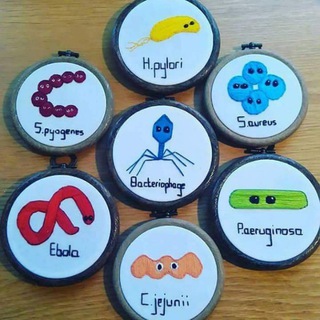 H.pylori
S.pyogenes
S.aureus
Bacteriophage
Ebola
P.aeruginosa
C.jejunii